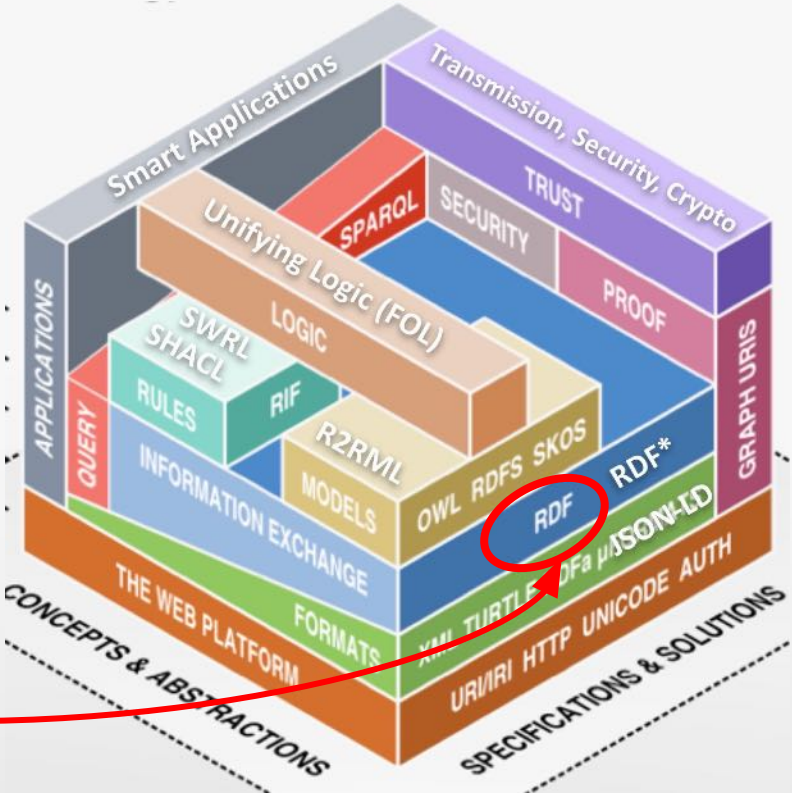 Smart Applications
Transmission, Security, Crypto
TRUST
SPARQL
SECURITY
PROOF
Unifying Logic (FOL)
LOGIC
SWRL
SHACL
RULES
RIF
APPLICATIONS
QUERY
GRAPH URIS
R2RML
MODELS
OWL RDFS SKOS
INFORMATION EXCHANGE
RDF
RDF*
FORMATS
XML TURTLE
JSON-LD
THE WEB PLATFORM
URI/IRI HTTP UNICODE AUTH
CONCEPTS & ABSTRACTIONS
SPECIFICATIONS & SOLUTIONS